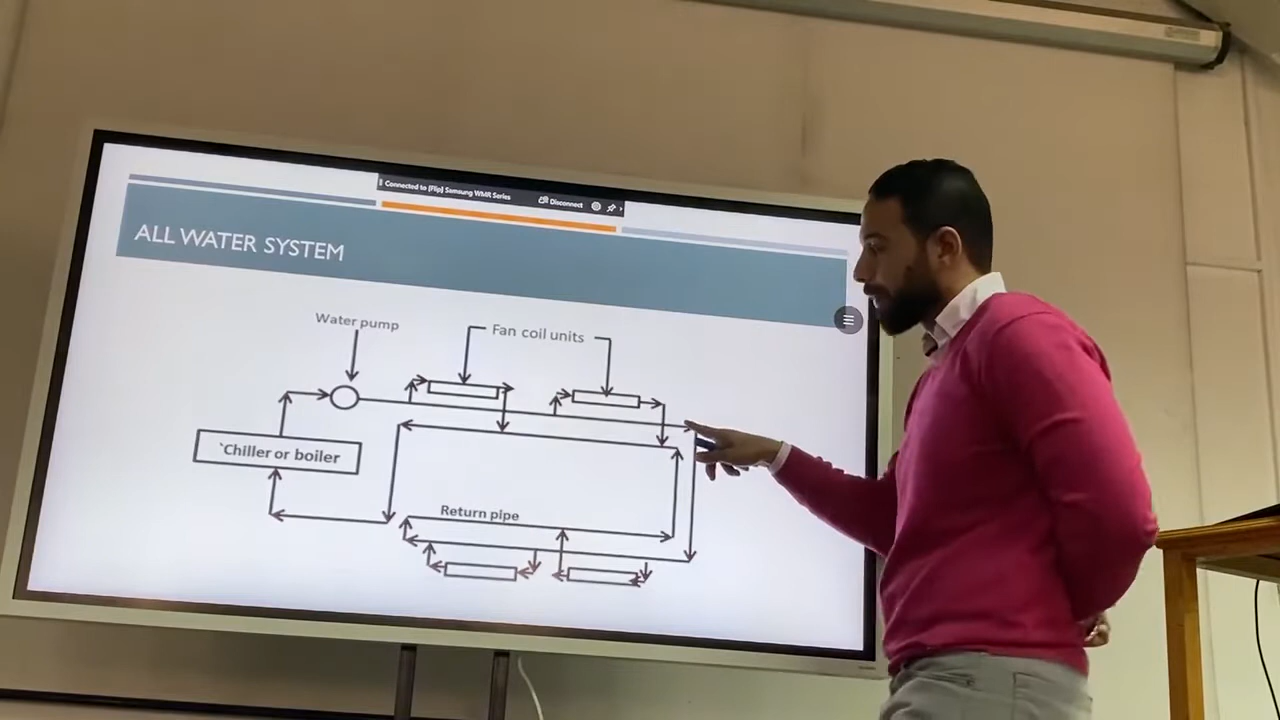 Connected to [Flip] Samsung WMR Series
Disconnect
ALL WATER SYSTEM
Water pump
Fan coil units
`Chiller or boiler
Return pipe